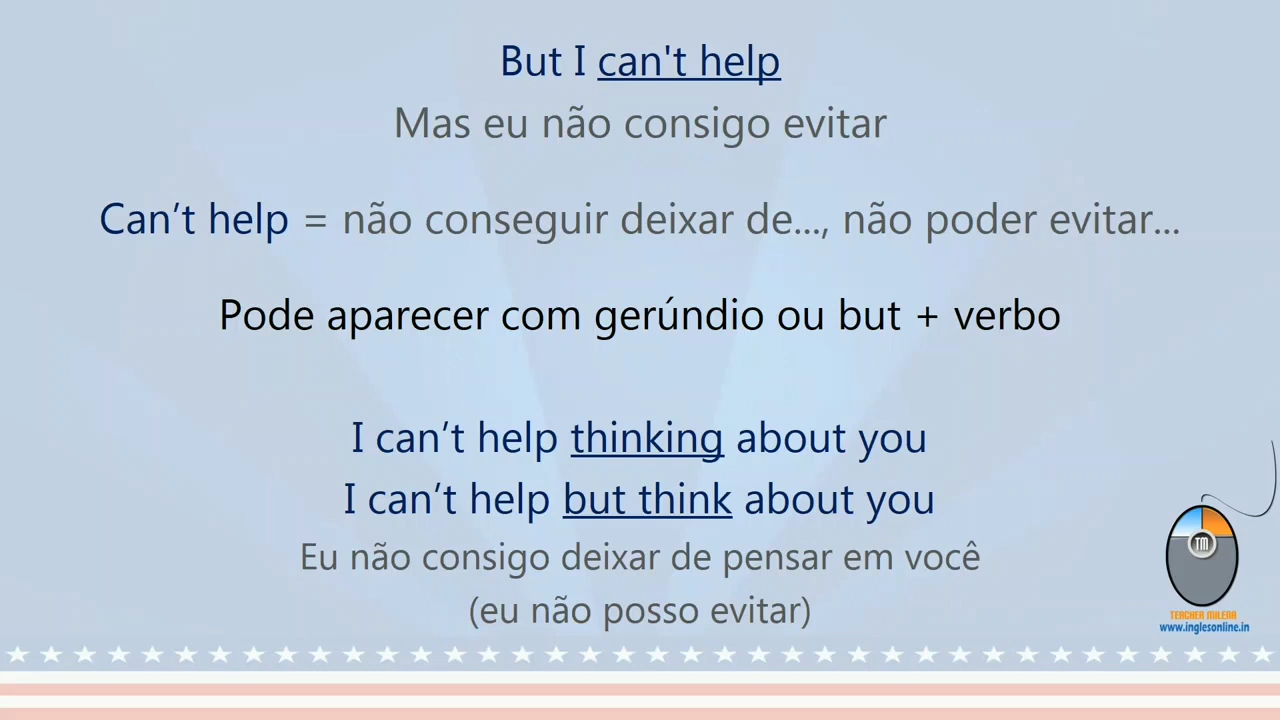 But I can't help
Mas eu não consigo evitar
Can’t help = não conseguir deixar de..., não poder evitar...
Pode aparecer com gerúndio ou but + verbo
I can’t help thinking about you
I can’t help but think about you
Eu não consigo deixar de pensar em você
(eu não posso evitar)
TM
TEACHER MILENA
www.inglesonline.in